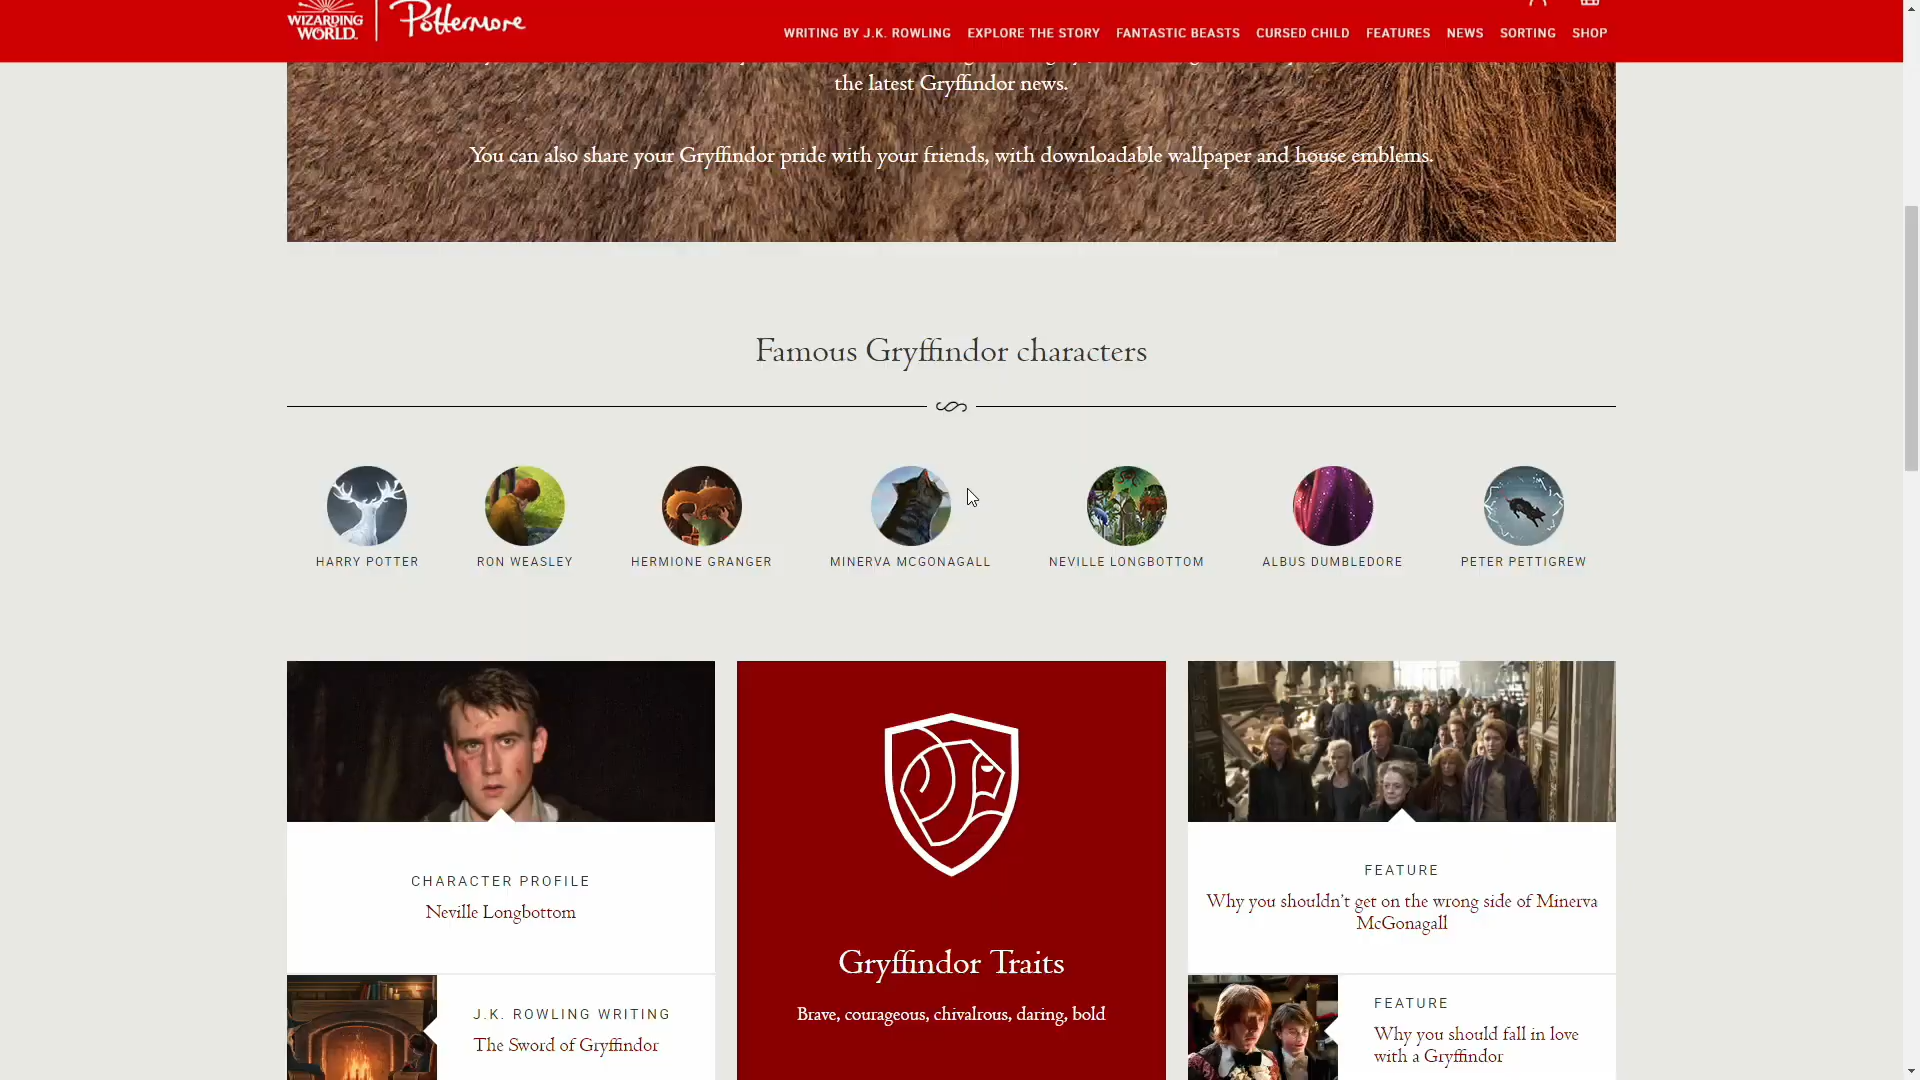 WIZARDING
WORLD.
Pottermore
WRITING BY J.K. ROWLING EXPLORE THE STORY FANTASTIC BEASTS CURSED CHILD FEATURES NEWS SORTING SHOP
the latest Gryffindor news.
You can also share your Gryffindor pride with your friends, with downloadable wallpaper and house emblems.
Famous Gryffindor characters
HARRY POTTER RON WEASLEY HERMIONE GRANGER MINERVA MCGONAGALL NEVILLE LONGBOTTOM ALBUS DUMBLEDORE PETER PETTIGREW
CHARACTER PROFILE
Neville Longbottom
J.K. ROWLING WRITING
The Sword of Gryffindor
Gryffindor Traits
Brave, courageous, chivalrous, daring, bold
FEATURE
Why you shouldn't get on the wrong side of Minerva
McGonagall
FEATURE
Why you should fall in love
with a Gryffindor